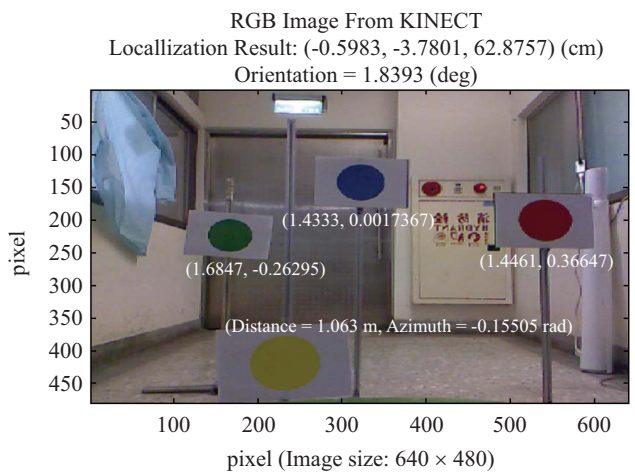 RGB Image From KINECT
Locallization Result: (-0.5983, -3.7801, 62.8757) (cm)
Orientation = 1.8393 (deg)
50
100
150
200
250
300
350
400
450
pixel
(1.4333, 0.0017367)
(1.6847, -0.26295)
(1.4461, 0.36647)
(Distance = 1.063 m, Azimuth = -0.15505 rad)
100 200 300 400 500 600
pixel (Image size: 640 × 480)